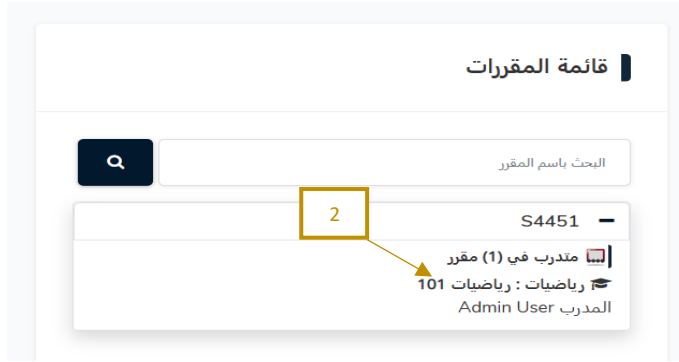 قائمة المقررات
البحث باسم المقرر
2
S4451
متدرب في (1) مقرر
رياضيات : رياضيات 101
المدرب Admin User